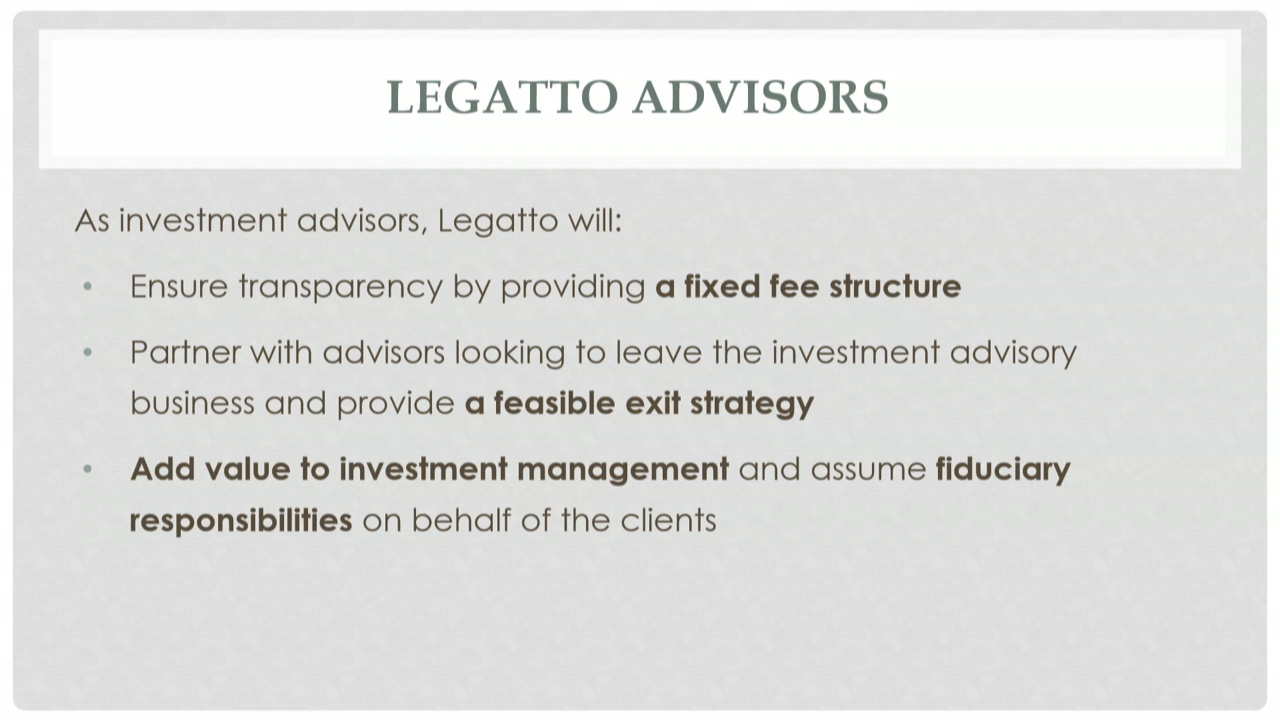 LEGATTO ADVISORS
As investment advisors, Legatto will:
• Ensure transparency by providing a fixed fee structure
• Partner with advisors looking to leave the investment advisory
business and provide a feasible exit strategy
• Add value to investment management and assume fiduciary
responsibilities on behalf of the clients